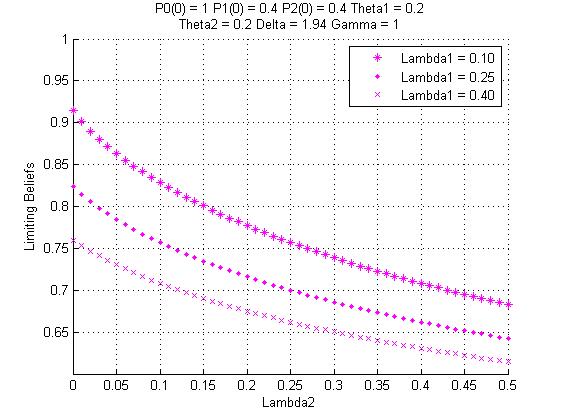 P0(0) = 1 P1(0) = 0.4 P2(0) = 0.4 Theta1 = 0.2
Theta2 = 0.2 Delta = 1.94 Gamma = 1
1
0.95
0.9
0.85
0.8
0.75
0.7
0.65
Limiting Beliefs
Lambda1 = 0.10
Lambda1 = 0.25
Lambda1 = 0.40
0 0.05 0.1 0.15 0.2 0.25 0.3 0.35 0.4 0.45 0.5
Lambda2